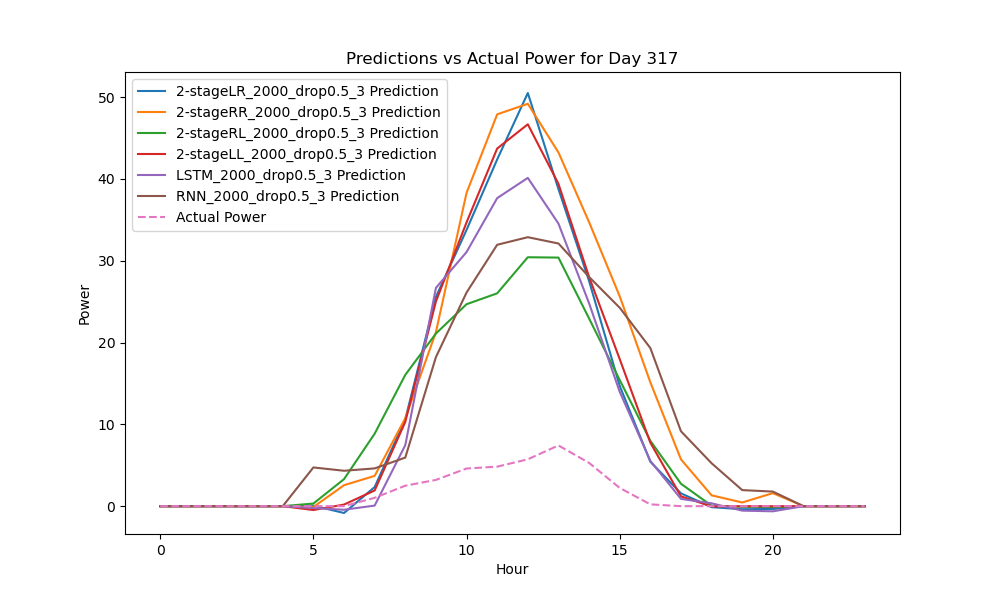 Predictions vs Actual Power for Day 317
2-stageLR_2000_drop0.5_3 Prediction
2-stageRR_2000_drop0.5_3 Prediction
2-stageRL_2000_drop0.5_3 Prediction
2-stageLL_2000_drop0.5_3 Prediction
LSTM_2000_drop0.5_3 Prediction
RNN_2000_drop0.5_3 Prediction
Actual Power
50
40
30
20
10
0
Power
0 5 10 15 20
Hour